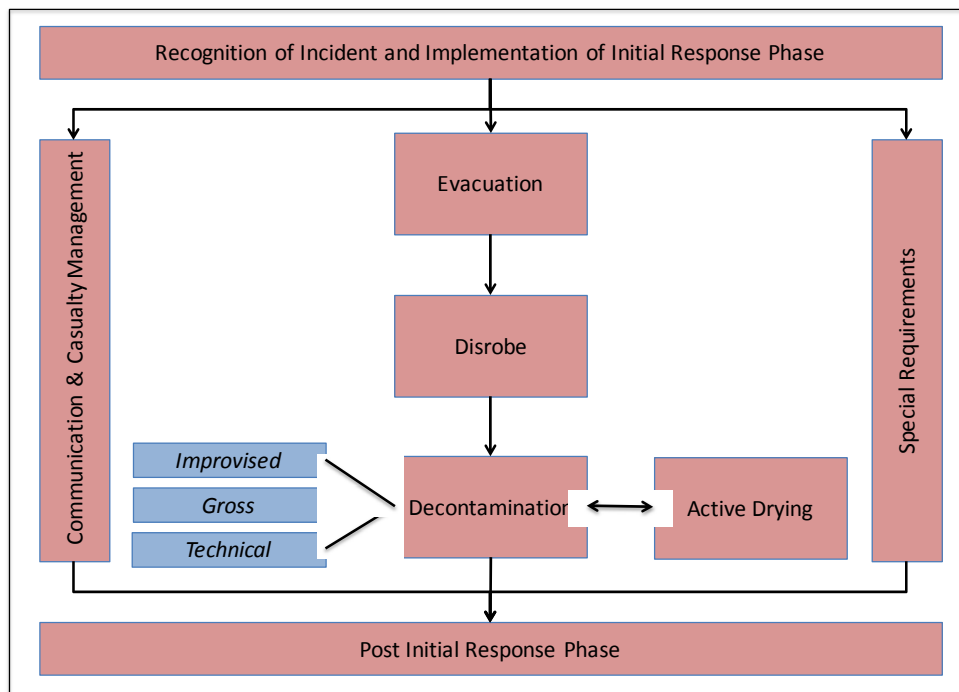 Recognition of Incident and Implementation of Initial Response Phase
Communication & Casualty Management
Evacuation
Special Requirements
Disrobe
Improvised
Gross
Technical
Decontamination
Active Drying
Post Initial Response Phase